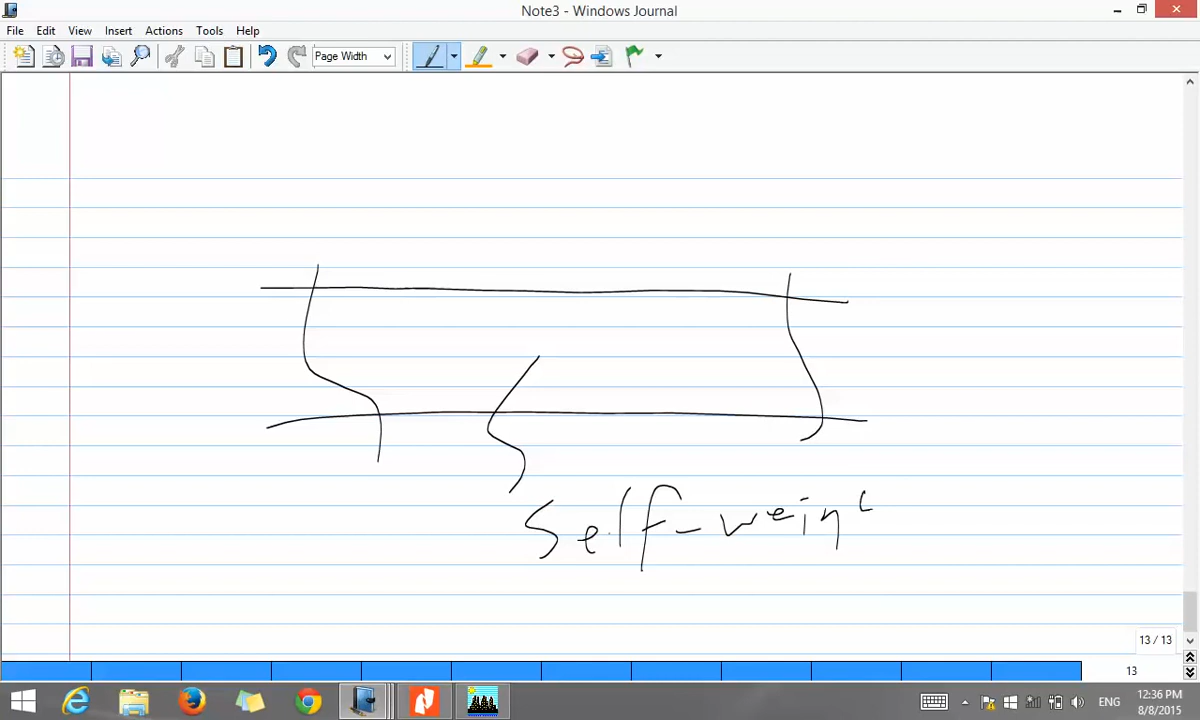 Note3 - Windows Journal
File Edit View Insert Actions Tools Help
Page Width
Self-wein
13 / 13
13
ENG
12:36 PM
8/8/2015